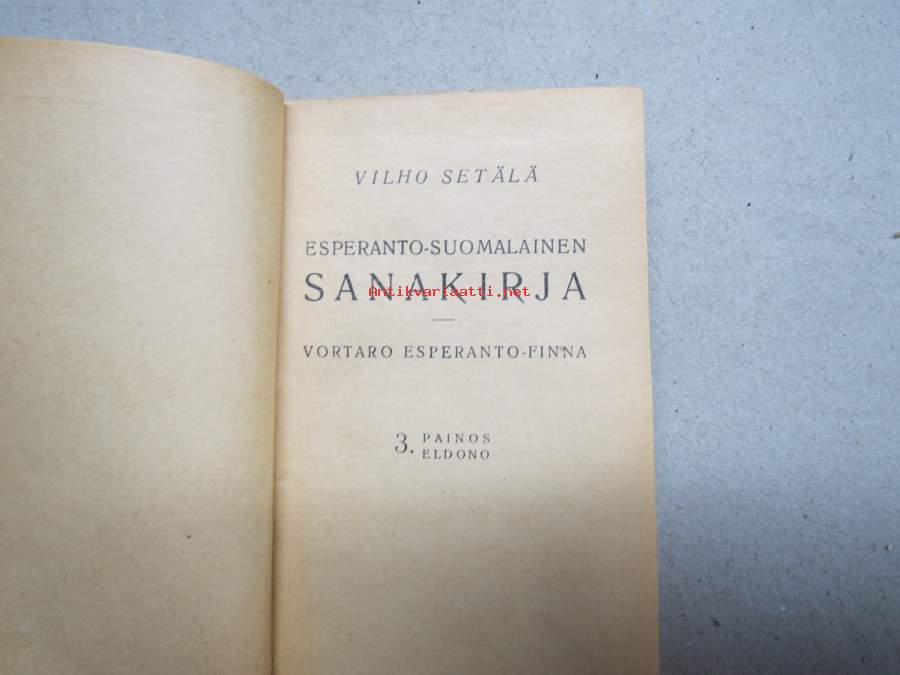 VILHO SETÄLÄ
ESPERANTO-SUOMALAINEN
SANAKIRJA
Antikvariaatti.net
VORTARO ESPERANTO-FINNA
3. PAINOS
ELDONO